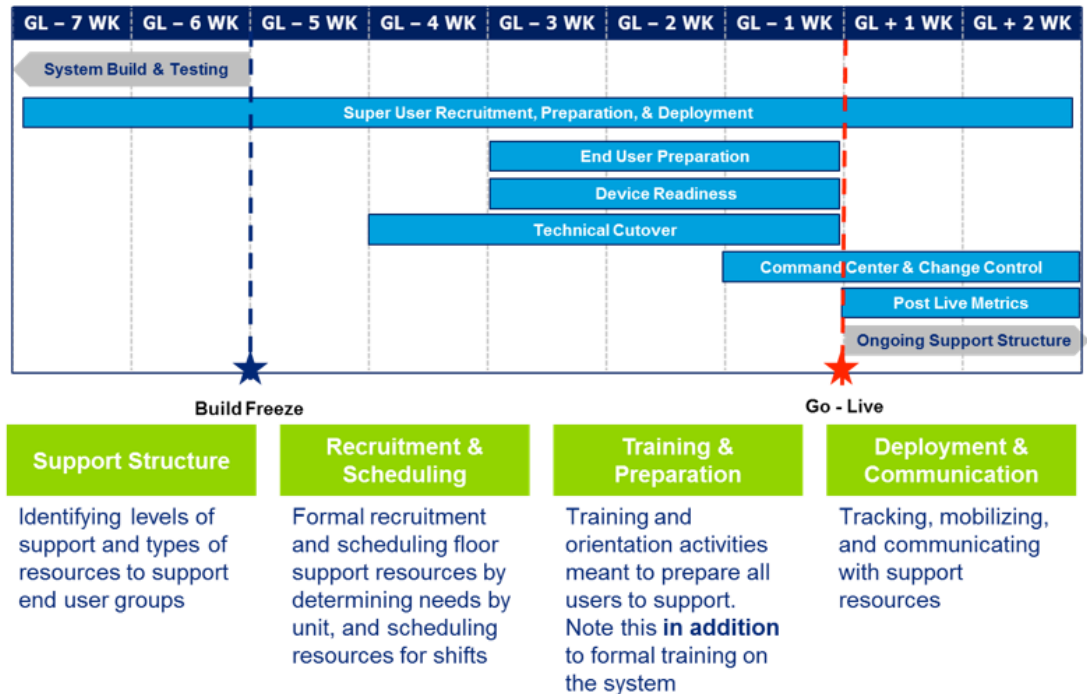 GL – 7 WK GL – 6 WK GL – 5 WK GL – 4 WK GL – 3 WK GL – 2 WK GL – 1 WK GL + 1 WK GL + 2 WK
System Build & Testing
Super User Recruitment, Preparation, & Deployment
End User Preparation
Device Readiness
Technical Cutover
Command Center & Change Control
Post Live Metrics
Ongoing Support Structure
Build Freeze
Go - Live
Support Structure
Identifying levels of
support and types of
resources to support
end user groups
Recruitment &
Scheduling
Formal recruitment
and scheduling floor
support resources by
determining needs by
unit, and scheduling
resources for shifts
Training &
Preparation
Training and
orientation activities
meant to prepare all
users to support.
Note this in addition
to formal training on
the system
Deployment &
Communication
Tracking, mobilizing,
and communicating
with support
resources